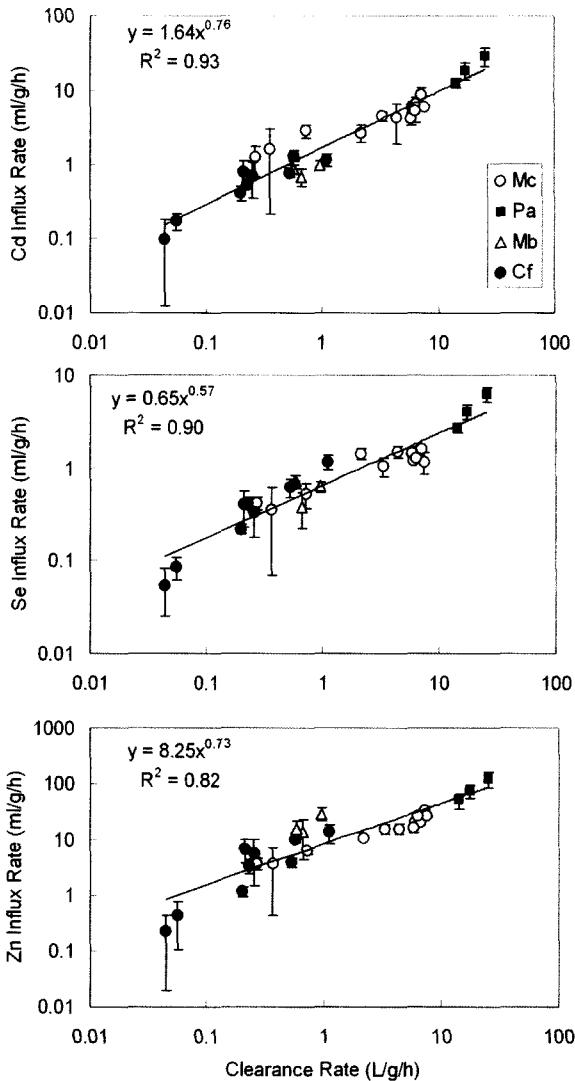 y = 1.64x^0.76
R² = 0.93
Cd Influx Rate (ml/g/h)
100
10
1
0.1
0.01
0.01 0.1 1 10 100
Mc
Pa
Mb
Cf
y = 0.65x^0.57
R² = 0.90
Se Influx Rate (ml/g/h)
10
1
0.1
0.01
0.01 0.1 1 10 100
y = 8.25x^0.73
R² = 0.82
Zn Influx Rate (ml/g/h)
1000
100
10
1
0.1
0.01
0.01 0.1 1 10 100
Clearance Rate (L/g/h)